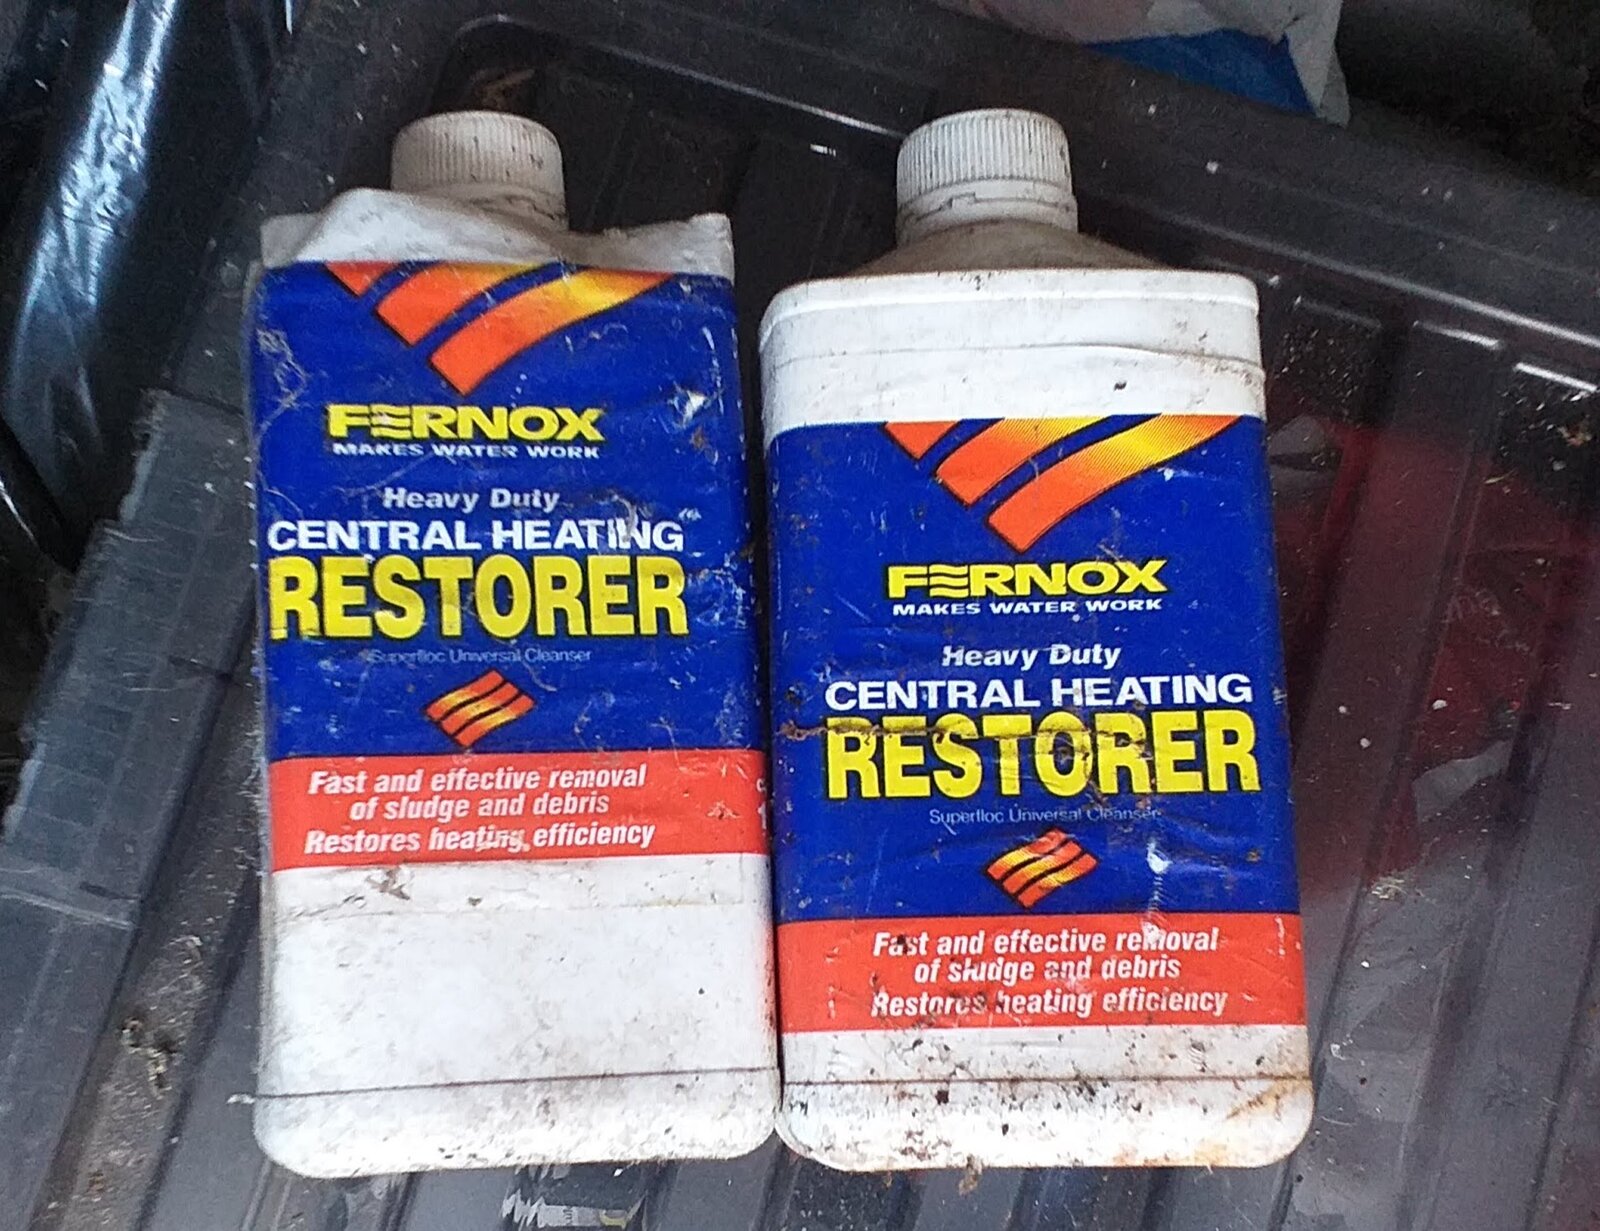 FERNOX
MAKES WATER WORK
Heavy Duty
CENTRAL HEATING
RESTORER
Superfloc Universal Cleanser
Fast and effective removal
of sludge and debris
Restores heating efficiency
FERNOX
MAKES WATER WORK
Heavy Duty
CENTRAL HEATING
RESTORER
Superfloc Universal Cleanser
Fast and effective removal
of sludge and debris
Restores heating efficiency